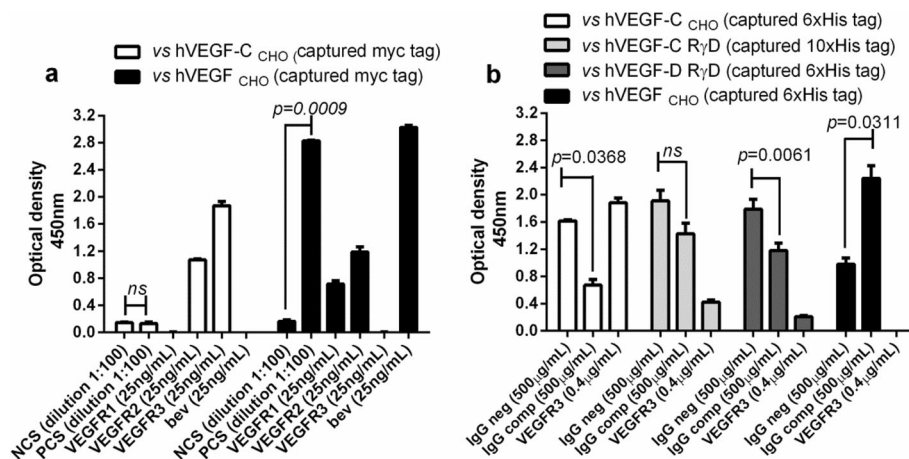 a
vs hVEGF-C CHO (captured myc tag)
vs hVEGF CHO (captured myc tag)
p=0.0009
ns
Optical density
450nm
3.2
2.8
2.4
2.0
1.6
1.2
0.8
0.4
0.0
NCS (dilution 1:100)
PCS (dilution 1:100)
VEGFR1 (25ng/mL)
VEGFR2 (25ng/mL)
VEGFR3 (25ng/mL)
bev (25ng/mL)
NCS (dilution 1:100)
PCS (dilution 1:100)
VEGFR1 (25ng/mL)
VEGFR2 (25ng/mL)
VEGFR3 (25ng/mL)
bev (25ng/mL)
b
vs hVEGF-C CHO (captured 6xHis tag)
vs hVEGF-C RγD (captured 10xHis tag)
vs hVEGF-D RγD (captured 6xHis tag)
vs hVEGF CHO (captured 6xHis tag)
p=0.0368
ns
p=0.0061
p=0.0311
Optical density
450nm
3.2
2.8
2.4
2.0
1.6
1.2
0.8
0.4
0.0
IgG neg (500μg/mL)
IgG comp (500μg/mL)
VEGFR3 (0.4μg/mL)
IgG neg (500μg/mL)
IgG comp (500μg/mL)
VEGFR3 (0.4μg/mL)
IgG neg (500μg/mL)
IgG comp (500μg/mL)
VEGFR3 (0.4μg/mL)
IgG neg (500μg/mL)
IgG comp (500μg/mL)
VEGFR3 (0.4μg/mL)